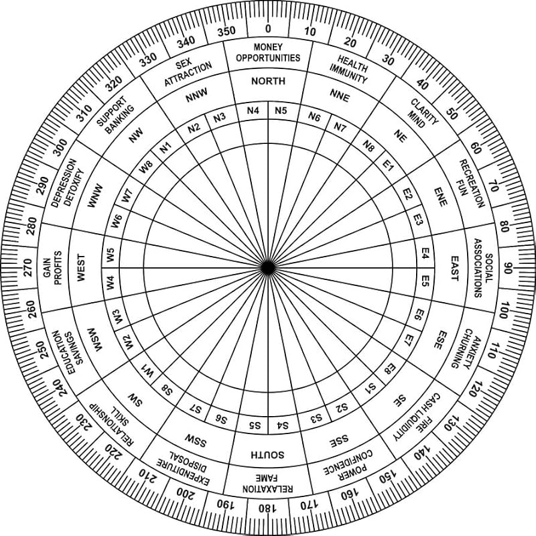 0
10
20
30
40
50
60
70
80
90
100
110
120
130
140
150
160
170
180
190
200
210
220
230
240
250
260
270
280
290
300
310
320
330
340
350
MONEY
OPPORTUNITIES
HEALTH
IMMUNITY
CLARITY
MIND
RECREATION
FUN
SOCIAL
ASSOCIATIONS
ANXIETY
CHURNING
FIRE
CASH LIQUIDITY
POWER
CONFIDENCE
RELAXATION
FAME
EXPENDITURE
DISPOSAL
RELATIONSHIP
SKILL
EDUCATION
SAVINGS
GAIN
PROFITS
DEPRESSION
DETOXIFY
SUPPORT
BANKING
SEX
ATTRACTION
NORTH
NNE
NE
ENE
EAST
ESE
SE
SSE
SOUTH
SSW
SW
WSW
WEST
WNW
NW
NNW
N4
N5
N6
N7
N8
E1
E2
E3
E4
E5
E6
E7
E8
S1
S2
S3
S4
S5
S6
S7
S8
W1
W2
W3
W4
W5
W6
W7
W8
N1
N2
N3